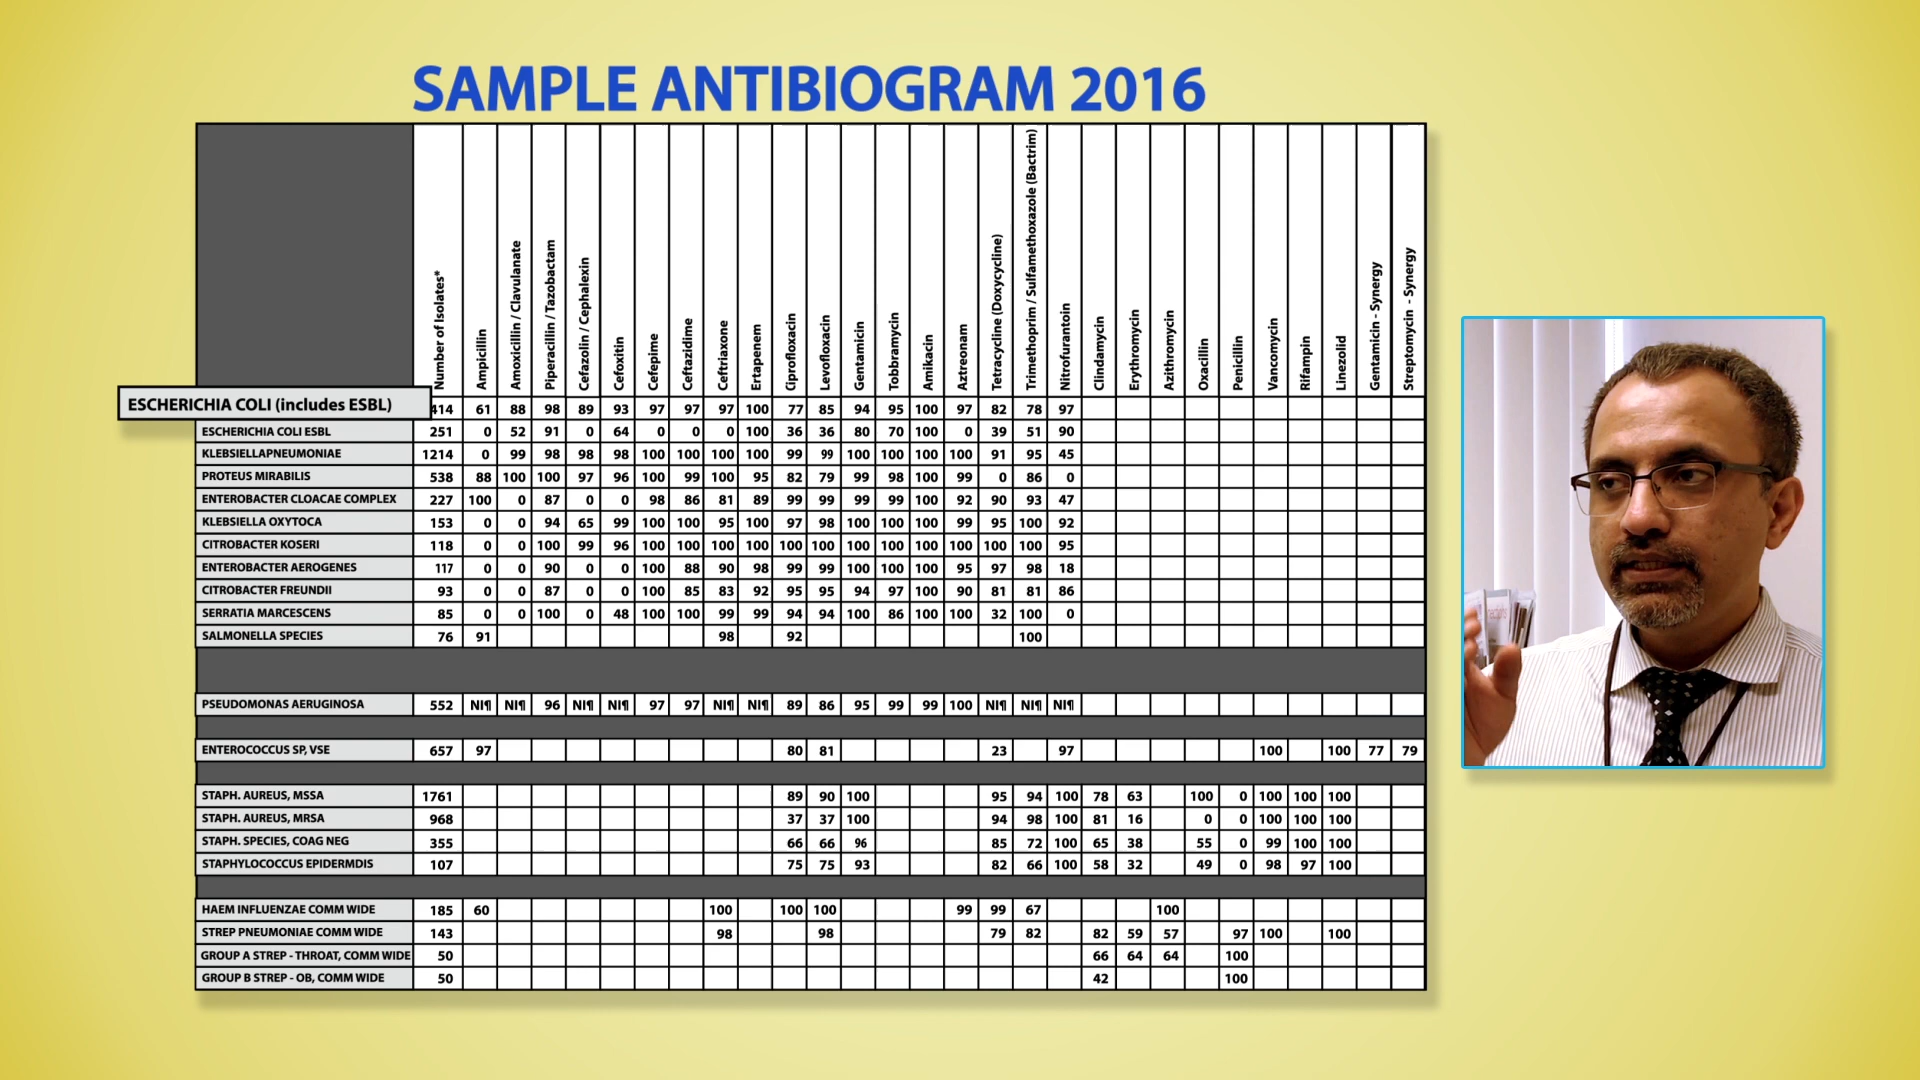 SAMPLE ANTIBIOGRAM 2016
Number of Isolates* Ampicillin Amoxicillin / Clavulanate Piperacillin / Tazobactam Cefazolin / Cephalexin Cefoxitin Cefepime Ceftazidime Ceftriaxone Ertapenem Ciprofloxacin Levofloxacin Gentamicin Tobbramycin Amikacin Aztreonam Tetracycline (Doxycycline) Trimethoprim / Sulfamethoxazole (Bactrim) Nitrofurantoin Clindamycin Erythromycin Azithromycin Oxacillin Penicillin Vancomycin Rifampin Linezolid Gentamicin - Synergy Streptomycin - Synergy
ESCHERICHIA COLI (includes ESBL) 414 61 88 98 89 93 97 97 97 100 77 85 94 95 100 97 82 78 97
ESCHERICHIA COLI ESBL 251 0 52 91 0 64 0 0 0 100 36 36 80 70 100 0 39 51 90
KLEBSIELLAPNEUMONIAE 1214 0 99 98 98 98 100 100 100 100 99 99 100 100 100 100 91 95 45
PROTEUS MIRABILIS 538 88 100 100 97 96 100 99 100 95 82 79 99 98 100 99 0 86 0
ENTEROBACTER CLOACAE COMPLEX 227 100 0 87 0 0 98 86 81 89 99 99 99 99 100 92 90 93 47
KLEBSIELLA OXYTOCA 153 0 0 94 65 99 100 100 95 100 97 98 100 100 100 99 95 100 92
CITROBACTER KOSERI 118 0 0 100 99 96 100 100 100 100 100 100 100 100 100 100 100 100 95
ENTEROBACTER AEROGENES 117 0 0 90 0 0 100 88 90 98 99 99 100 100 100 95 97 98 18
CITROBACTER FREUNDII 93 0 0 87 0 0 100 85 83 92 95 95 94 97 100 90 81 81 86
SERRATIA MARCESCENS 85 0 0 100 0 48 100 100 99 99 94 94 100 86 100 100 32 100 0
SALMONELLA SPECIES 76 91 98 92 100
PSEUDOMONAS AERUGINOSA 552 NI¶ NI¶ 96 NI¶ NI¶ 97 97 NI¶ NI¶ 89 86 95 99 99 100 NI¶ NI¶ NI¶
ENTEROCOCCUS SP, VSE 657 97 80 81 23 97 100 100 77 79
STAPH. AUREUS, MSSA 1761 89 90 100 95 94 100 78 63 100 0 100 100 100
STAPH. AUREUS, MRSA 968 37 37 100 94 98 100 81 16 0 0 100 100 100
STAPH. SPECIES, COAG NEG 355 66 66 96 85 72 100 65 38 55 0 99 100 100
STAPHYLOCOCCUS EPIDERMDIS 107 75 75 93 82 66 100 58 32 49 0 98 97 100
HAEM INFLUENZAE COMM WIDE 185 60 100 100 100 99 99 67 100
STREP PNEUMONIAE COMM WIDE 143 98 98 79 82 82 59 57 97 100 100
GROUP A STREP - THROAT, COMM WIDE 50 66 64 64 100
GROUP B STREP - OB, COMM WIDE 50 42 100